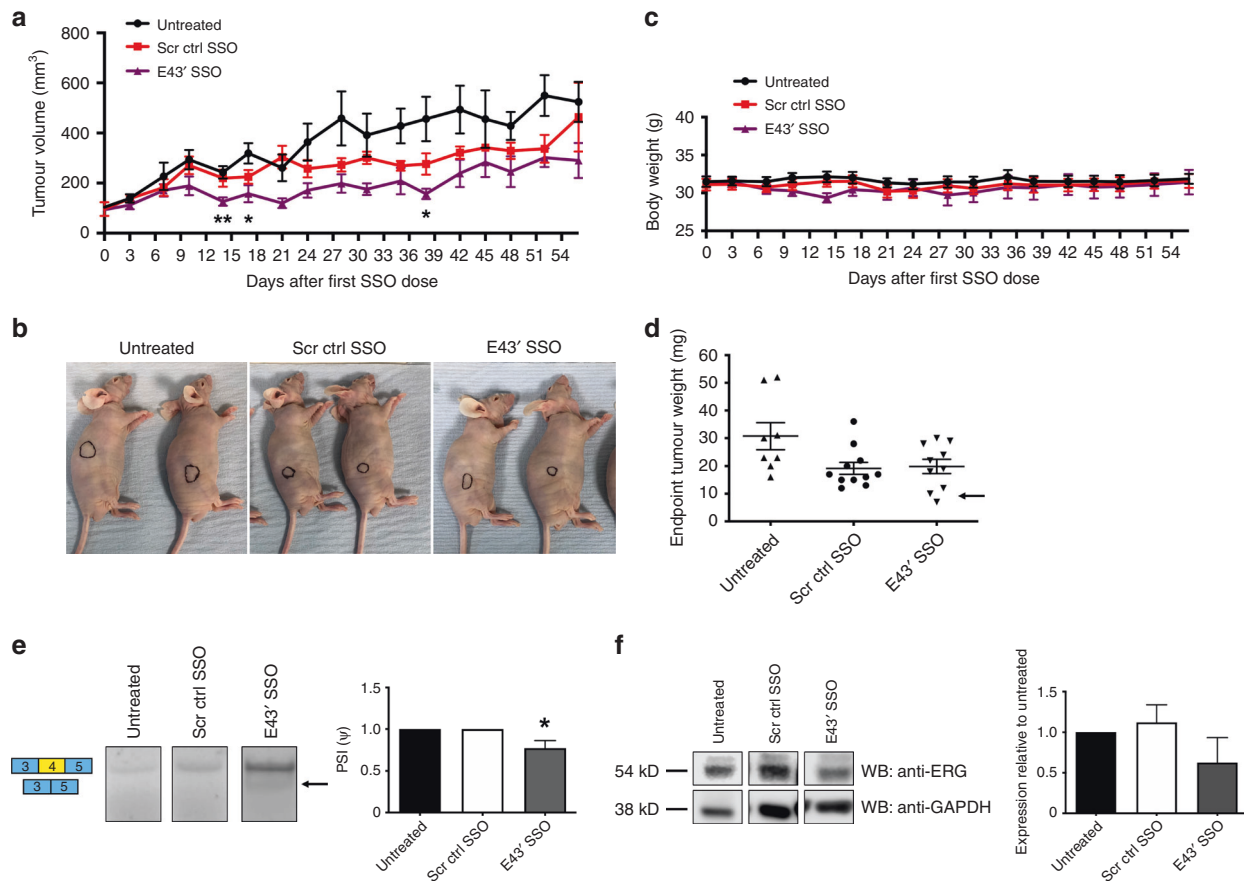 a
Untreated
Scr ctrl SSO
E43′ SSO
Tumour volume (mm³)
800
600
400
200
0
** * *
0 3 6 9 12 15 18 21 24 27 30 33 36 39 42 45 48 51 54
Days after first SSO dose
c
Untreated
Scr ctrl SSO
E43′ SSO
Body weight (g)
40
35
30
25
0 3 6 9 12 15 18 21 24 27 30 33 36 39 42 45 48 51 54
Days after first SSO dose
b
Untreated Scr ctrl SSO E43′ SSO
d
Endpoint tumour weight (mg)
60
50
40
30
20
10
0
Untreated
Scr ctrl SSO
E43′ SSO
e
Untreated
Scr ctrl SSO
E43′ SSO
3 4 5
3 5
PSI (ψ)
1.5
1.0
0.5
0
*
Untreated
Scr ctrl SSO
E43′ SSO
f
Untreated
Scr ctrl SSO
E43′ SSO
54 kD WB: anti-ERG
38 kD WB: anti-GAPDH
Expression relative to untreated
1.5
1.0
0.5
0.0
Untreated
Scr ctrl SSO
E43′ SSO